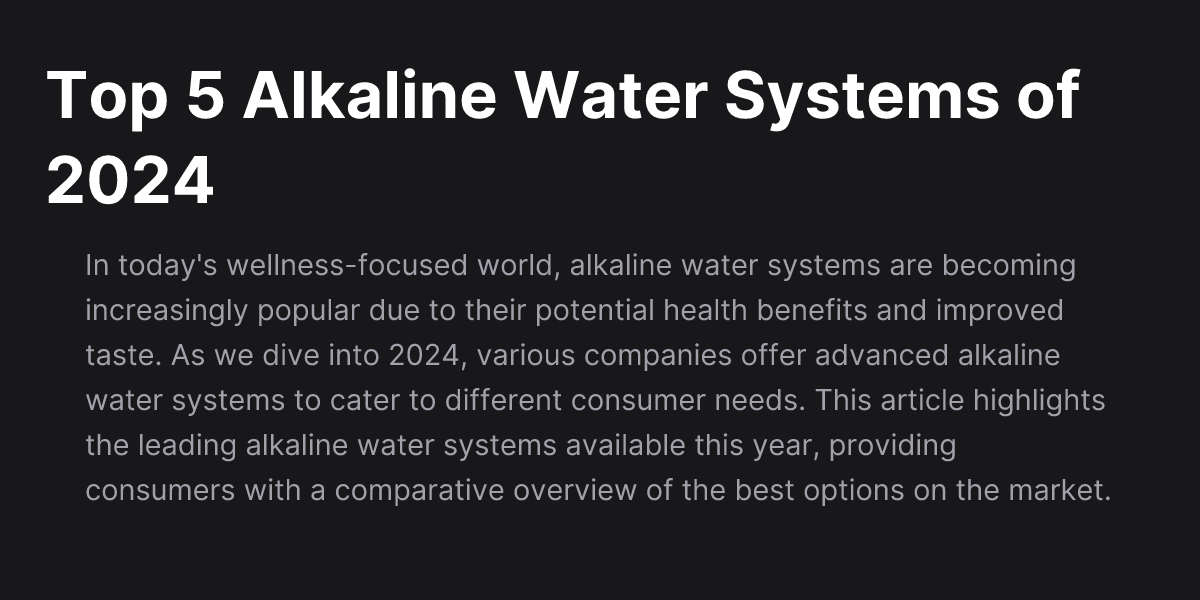 Top 5 Alkaline Water Systems of
2024
In today's wellness-focused world, alkaline water systems are becoming
increasingly popular due to their potential health benefits and improved
taste. As we dive into 2024, various companies offer advanced alkaline
water systems to cater to different consumer needs. This article highlights
the leading alkaline water systems available this year, providing
consumers with a comparative overview of the best options on the market.